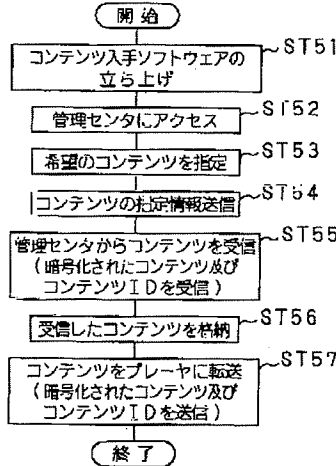 開始
コンテンツ入手ソフトウェアの ST51
立ち上げ
管理センタにアクセス ST52
希望のコンテンツを指定 ST53
コンテンツの指定情報送信 ST54
管理センタからコンテンツを受信 ST55
(暗号化されたコンテンツ及び
コンテンツIDを受信)
受信したコンテンツを格納 ST56
コンテンツをプレーヤに転送 ST57
(暗号化されたコンテンツ及び
コンテンツIDを送信)
終了